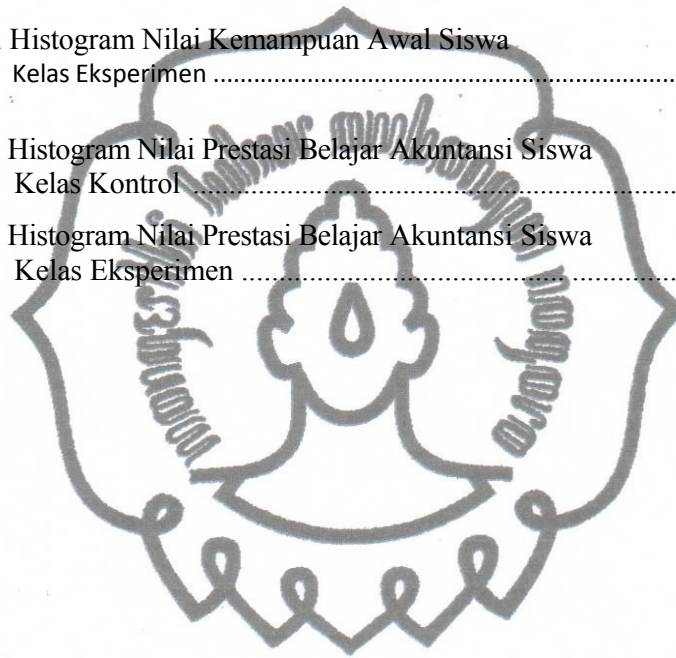 Histogram Nilai Kemampuan Awal Siswa
Kelas Eksperimen ......................................................................
Histogram Nilai Prestasi Belajar Akuntansi Siswa
Kelas Kontrol .........................................................................
Histogram Nilai Prestasi Belajar Akuntansi Siswa
Kelas Eksperimen .................................................................